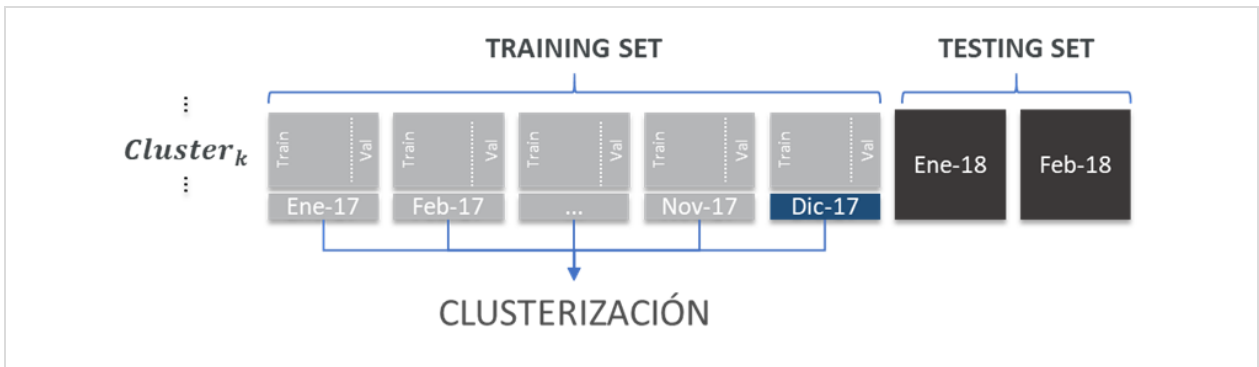 TRAINING SET TESTING SET
⋮
Cluster_k
⋮
Train Val Train Val Train Val Train Val Train Val
Ene-17 Feb-17 ... Nov-17 Dic-17 Ene-18 Feb-18
CLUSTERIZACIÓN